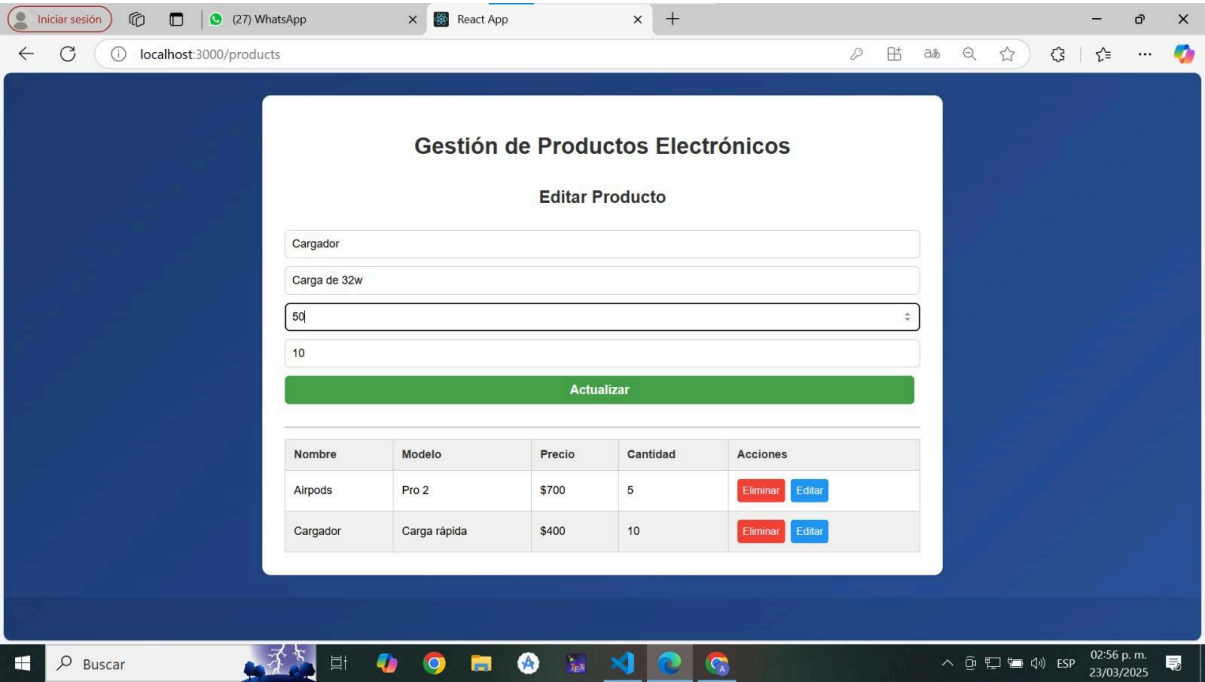 Iniciar sesión (27) WhatsApp React App
localhost:3000/products
Gestión de Productos Electrónicos
Editar Producto
Cargador
Carga de 32w
50
10
Actualizar
Nombre Modelo Precio Cantidad Acciones
Airpods Pro 2 $700 5 Eliminar Editar
Cargador Carga rápida $400 10 Eliminar Editar
Buscar ESP 02:56 p. m.
23/03/2025